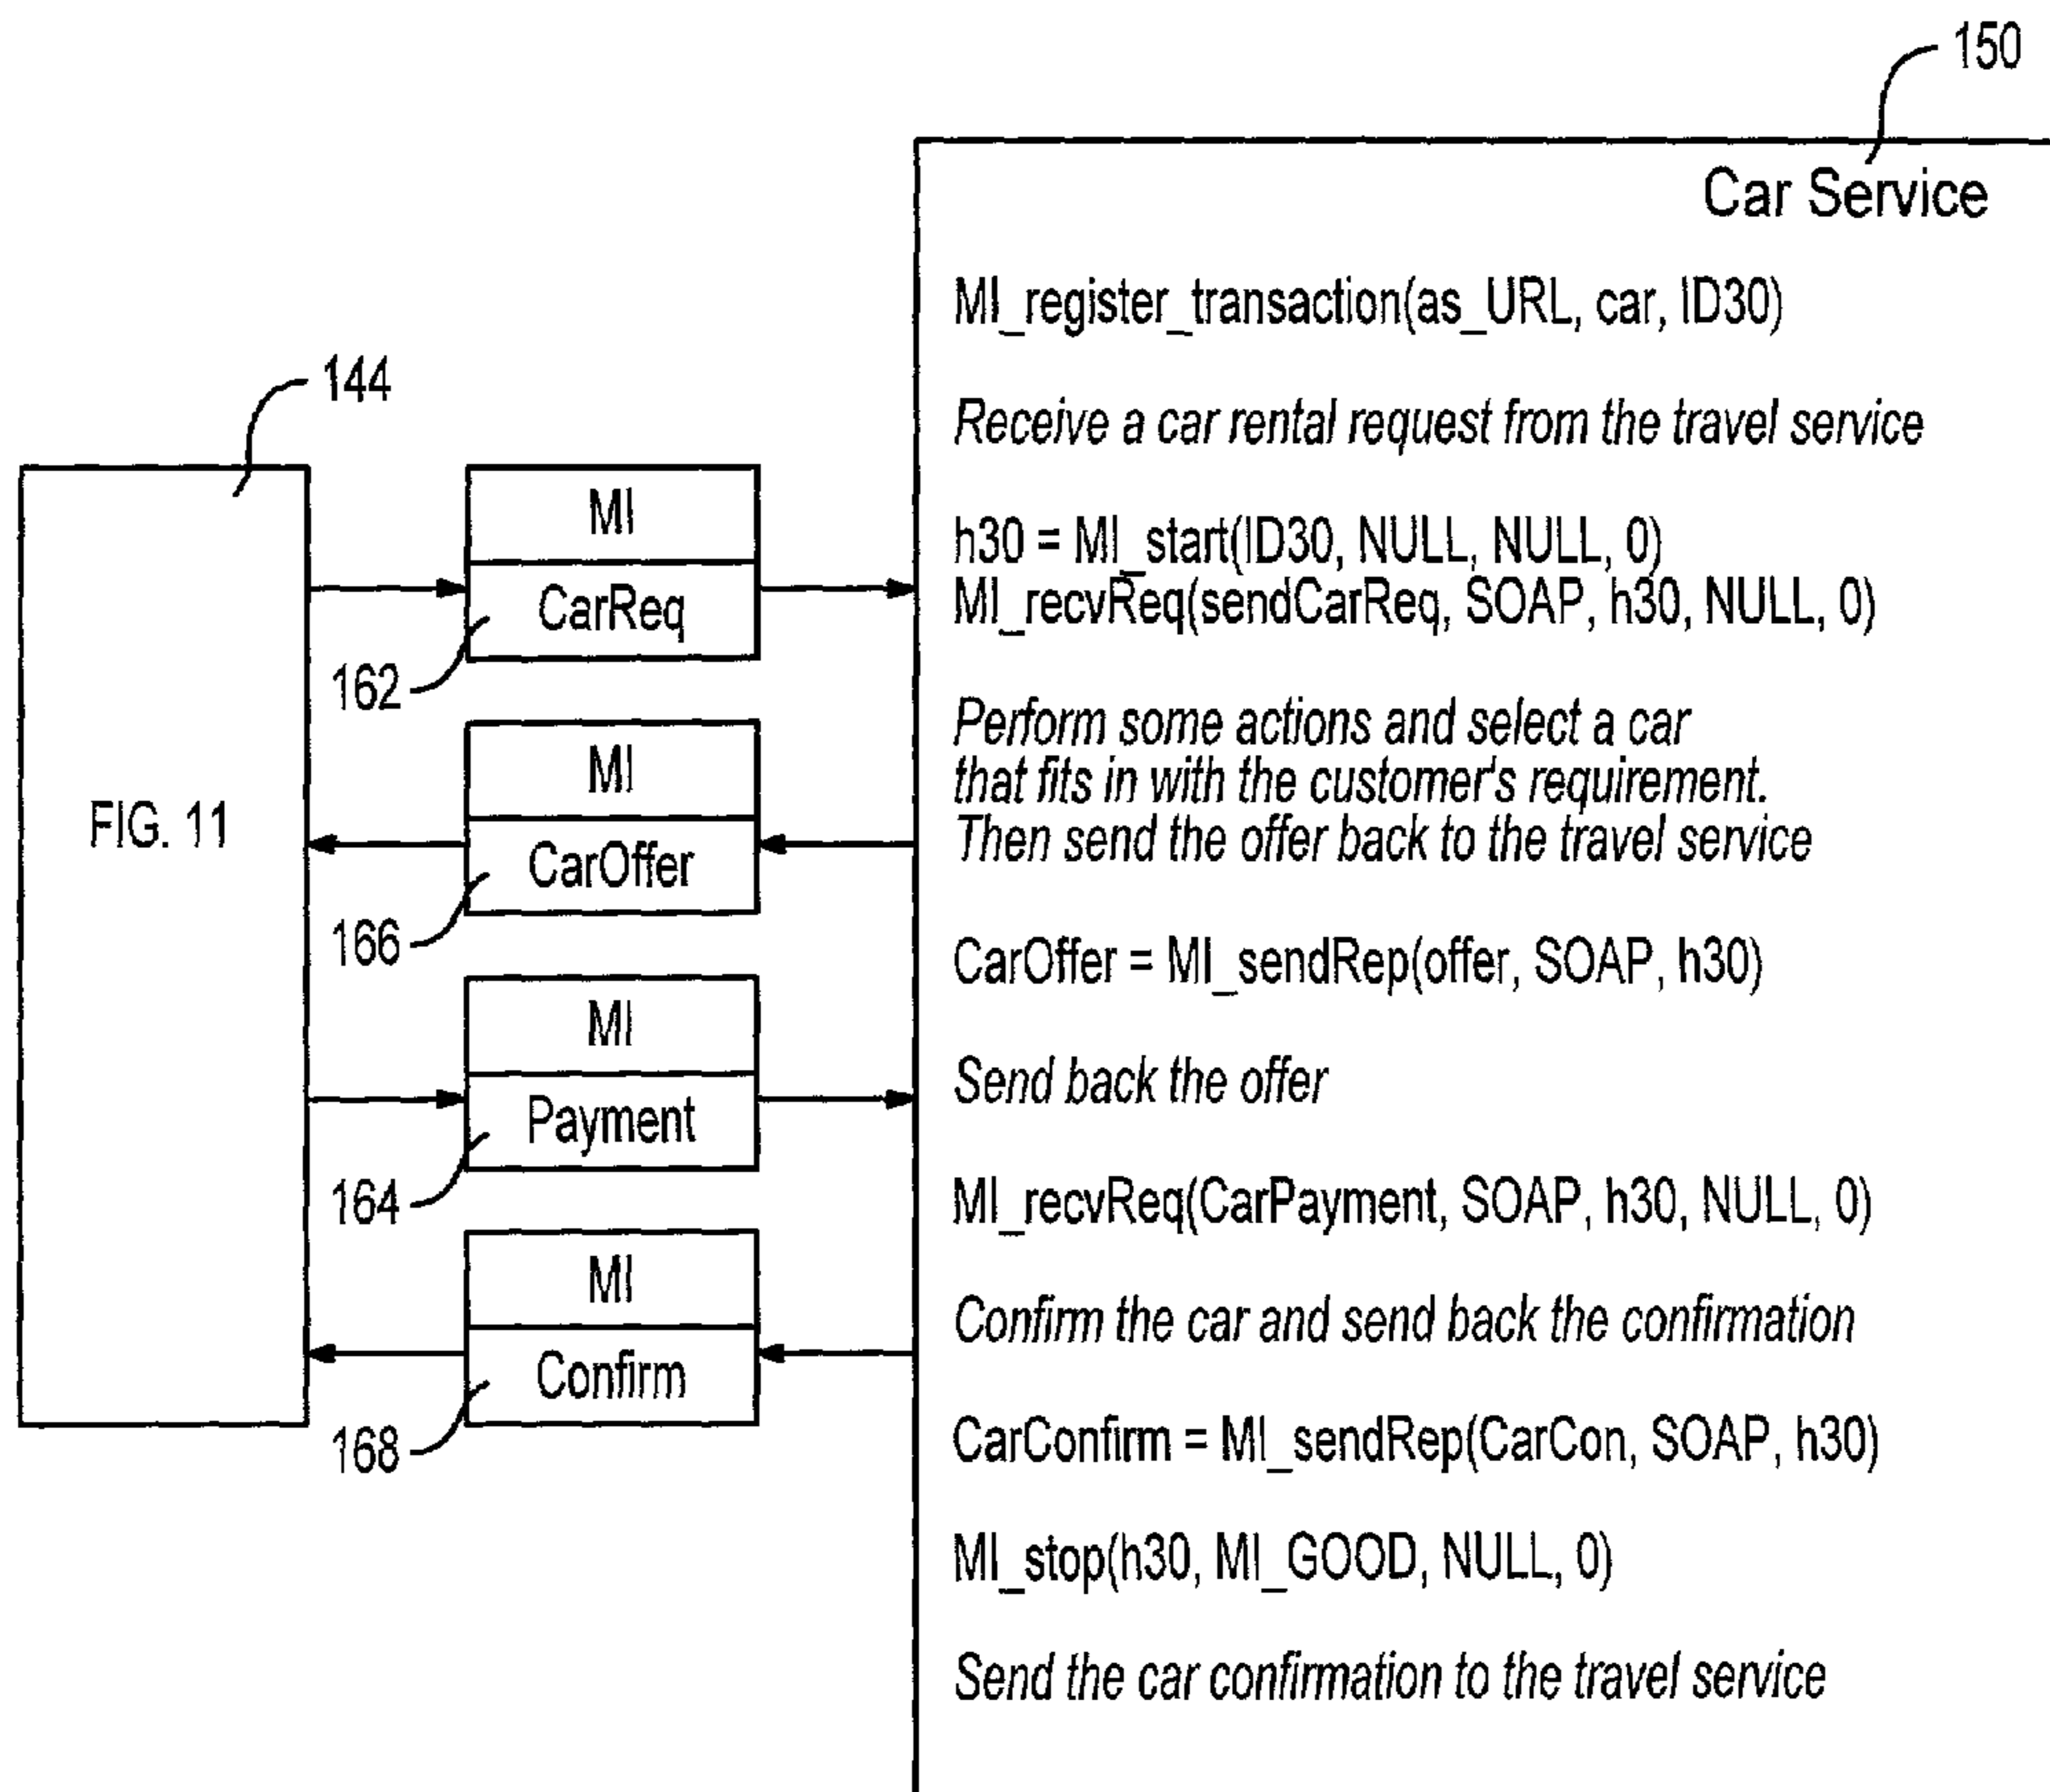 150
Car Service
MI_register_transaction(as_URL, car, ID30)
Receive a car rental request from the travel service
h30 = MI_start(ID30, NULL, NULL, 0)
MI_recvReq(sendCarReq, SOAP, h30, NULL, 0)
Perform some actions and select a car
that fits in with the customer's requirement.
Then send the offer back to the travel service
CarOffer = MI_sendRep(offer, SOAP, h30)
Send back the offer
MI_recvReq(CarPayment, SOAP, h30, NULL, 0)
Confirm the car and send back the confirmation
CarConfirm = MI_sendRep(CarCon, SOAP, h30)
MI_stop(h30, MI_GOOD, NULL, 0)
Send the car confirmation to the travel service
144
FIG. 11
MI
CarReq
162
MI
CarOffer
166
MI
Payment
164
MI
Confirm
168